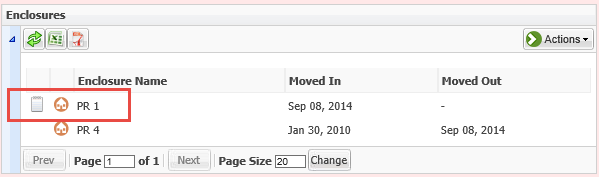 Enclosures
Actions
Enclosure Name Moved In Moved Out
PR 1 Sep 08, 2014 -
PR 4 Jan 30, 2010 Sep 08, 2014
Prev Page 1 of 1 Next Page Size 20 Change